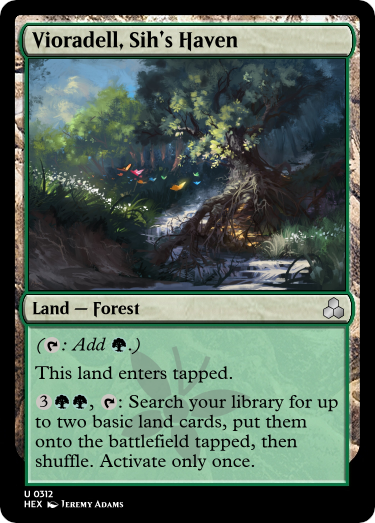 Vioradell, Sih's Haven
Land — Forest
(: Add .)
This land enters tapped.
3, : Search your library for up
to two basic land cards, put them
onto the battlefield tapped, then
shuffle. Activate only once.
U 0312
HEX Jeremy Adams